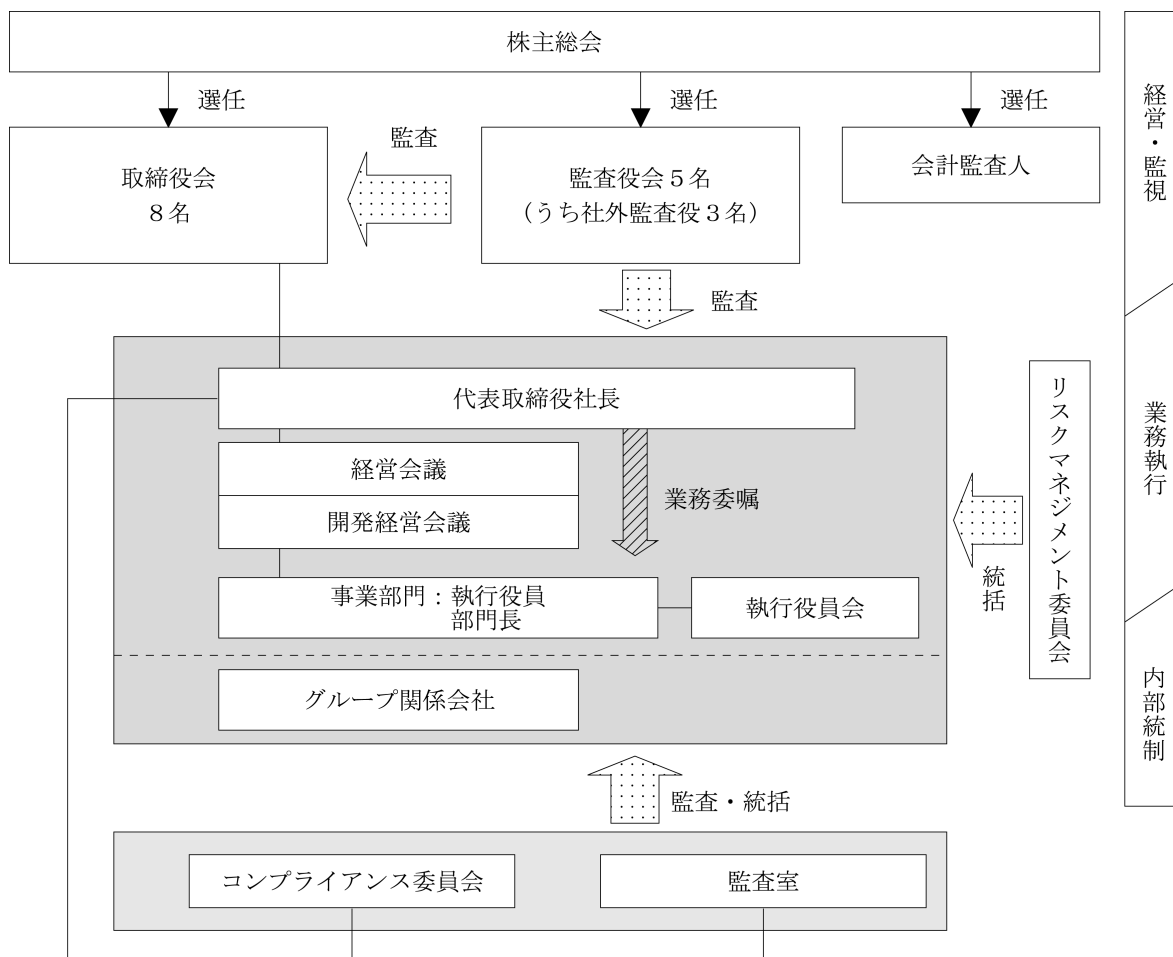 株主総会
選任
選任
選任
取締役会
８名
監査
監査役会５名
（うち社外監査役３名）
会計監査人
監査
代表取締役社長
経営会議
開発経営会議
業務委嘱
事業部門：執行役員
部門長
執行役員会
グループ関係会社
統括
リスクマネジメント委員会
監査・統括
コンプライアンス委員会
監査室
経営・監視
業務執行
内部統制